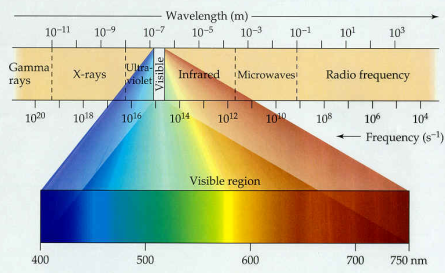 Wavelength (m)
10-11 10-9 10-7 10-5 10-3 10-1 101 103
Gamma rays X-rays Ultra-violet Visible Infrared Microwaves Radio frequency
1020 1018 1016 1014 1012 1010 108 106 104
Frequency (s-1)
Visible region
400 500 600 700 750 nm